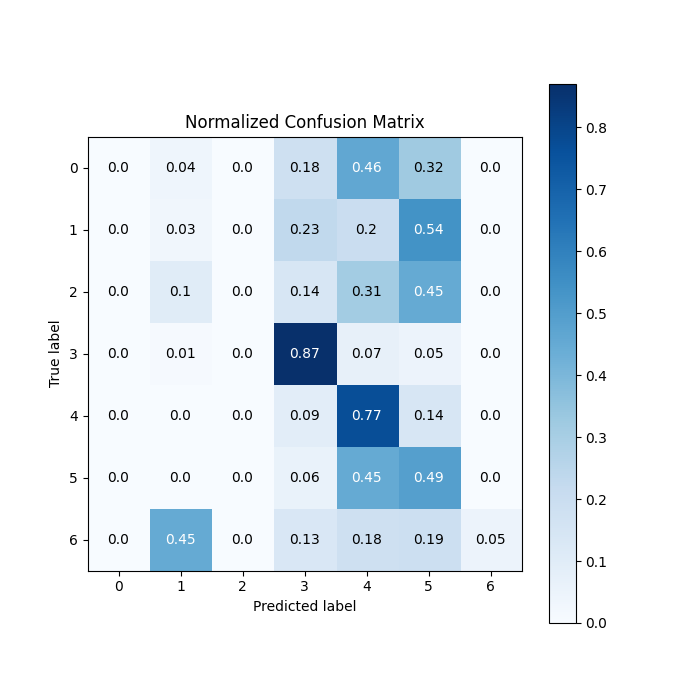 Normalized Confusion Matrix
0 0.0 0.04 0.0 0.18 0.46 0.32 0.0
1 0.0 0.03 0.0 0.23 0.2 0.54 0.0
2 0.0 0.1 0.0 0.14 0.31 0.45 0.0
3 0.0 0.01 0.0 0.87 0.07 0.05 0.0
4 0.0 0.0 0.0 0.09 0.77 0.14 0.0
5 0.0 0.0 0.0 0.06 0.45 0.49 0.0
6 0.0 0.45 0.0 0.13 0.18 0.19 0.05
0 1 2 3 4 5 6
Predicted label
True label
0.8
0.7
0.6
0.5
0.4
0.3
0.2
0.1
0.0